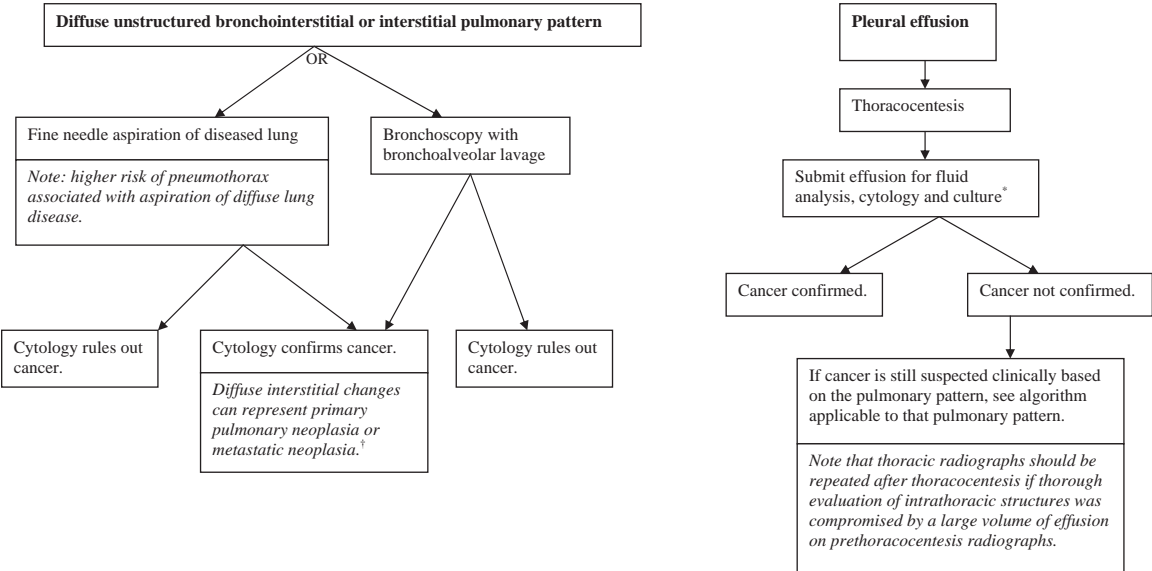 Diffuse unstructured bronchointerstitial or interstitial pulmonary pattern
OR
Fine needle aspiration of diseased lung
Note: higher risk of pneumothorax
associated with aspiration of diffuse lung
disease.
Bronchoscopy with
bronchoalveolar lavage
Cytology rules out
cancer.
Cytology confirms cancer.
Diffuse interstitial changes
can represent primary
pulmonary neoplasia or
metastatic neoplasia.†
Cytology rules out
cancer.
Pleural effusion
Thoracocentesis
Submit effusion for fluid
analysis, cytology and culture*
Cancer confirmed.
Cancer not confirmed.
If cancer is still suspected clinically based
on the pulmonary pattern, see algorithm
applicable to that pulmonary pattern.
Note that thoracic radiographs should be
repeated after thoracocentesis if thorough
evaluation of intrathoracic structures was
compromised by a large volume of effusion
on prethoracocentesis radiographs.